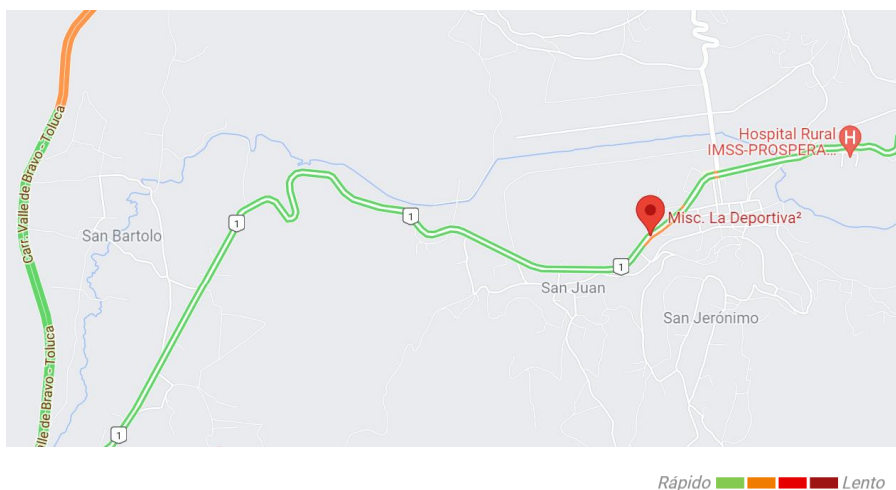 Carr. Valle de Bravo - Toluca
Hospital Rural
IMSS-PROSPERA...
H
Misc. La Deportiva²
1
1
San Bartolo
1
San Juan
San Jerónimo
Valle de Bravo - Toluca
1
Rápido
Lento